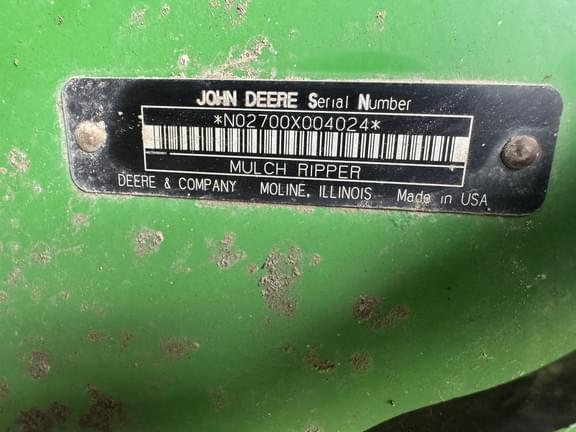 JOHN DEERE Serial Number
*N02700X004024*
MULCH RIPPER
DEERE & COMPANY MOLINE, ILLINOIS Made in USA